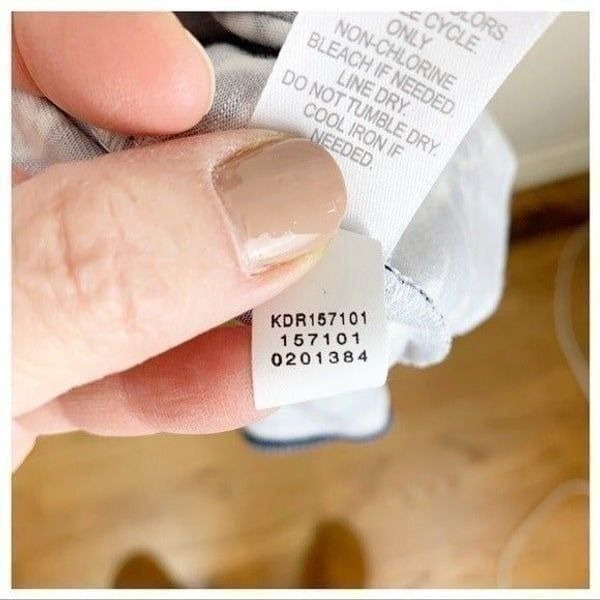 COLORS.
CYCLE
ONLY
NON-CHLORINE
BLEACH IF NEEDED
LINE DRY.
DO NOT TUMBLE DRY.
COOL IRON IF
NEEDED.
KDR157101
157101
0201384